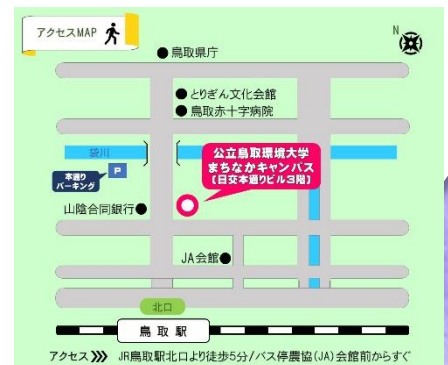 アクセスMAP
N
鳥取県庁
とりぎん文化会館
鳥取赤十字病院
袋川
P
本通り
パーキング
公立鳥取環境大学
まちなかキャンパス
【日交本通りビル3階】
山陰合同銀行
JA会館
北口
鳥取駅
アクセス JR鳥取駅北口より徒歩5分/バス停農協(JA)会館前からすぐ